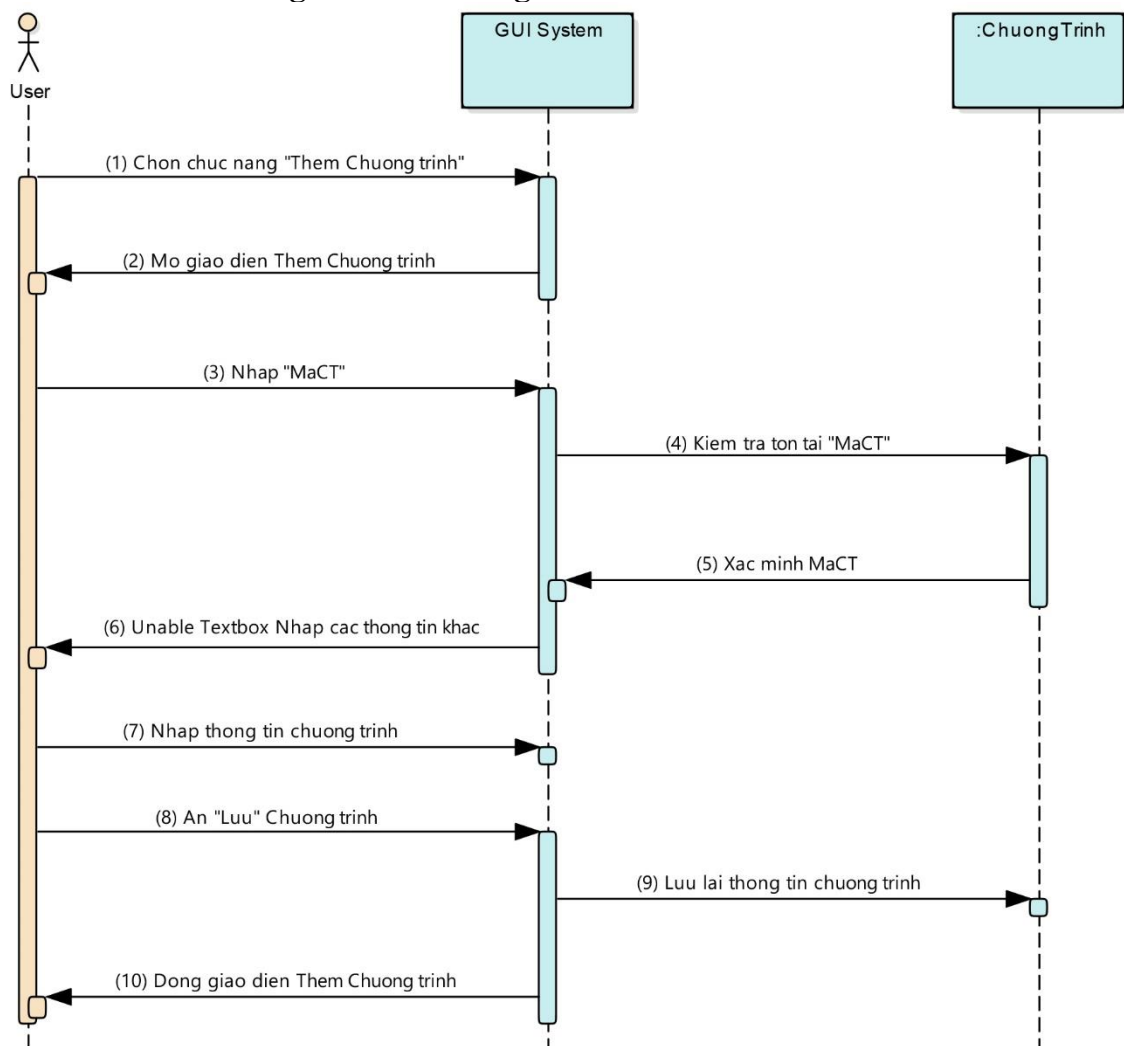 GUI System
:ChuongTrinh
User
(1) Chon chuc nang "Them Chuong trinh"
(2) Mo giao dien Them Chuong trinh
(3) Nhap "MaCT"
(4) Kiem tra ton tai "MaCT"
(5) Xac minh MaCT
(6) Unable Textbox Nhap cac thong tin khac
(7) Nhap thong tin chuong trinh
(8) An "Luu" Chuong trinh
(9) Luu lai thong tin chuong trinh
(10) Dong giao dien Them Chuong trinh